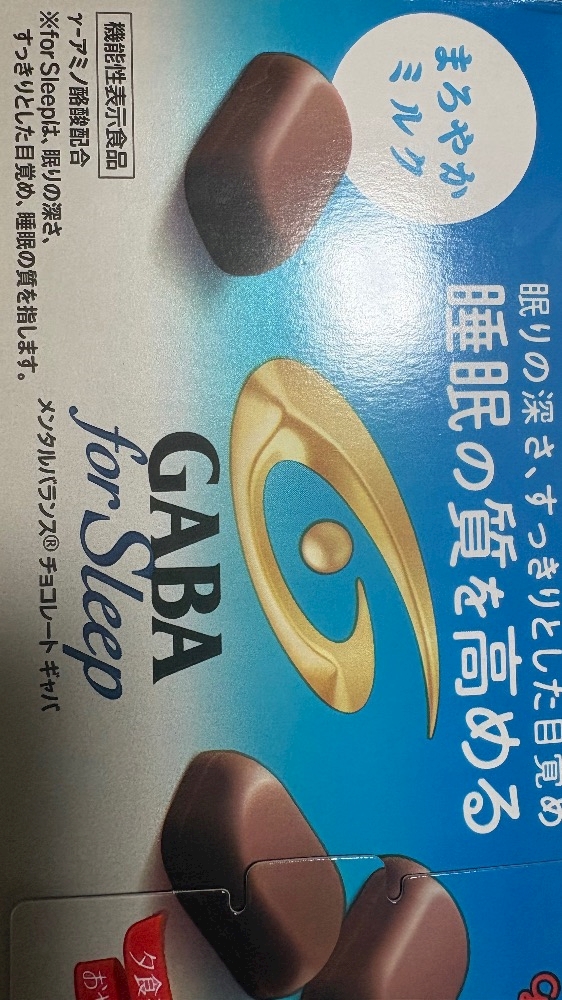 まろやか
ミルク
眠りの深さ、すっきりとした目覚め
睡眠の質を高める
GABA
for Sleep
メンタルバランス®チョコレート ギャバ
機能性表示食品
γ-アミノ酪酸配合
※for Sleepは、眠りの深さ、
すっきりとした目覚め、睡眠の質を指します。
夕食